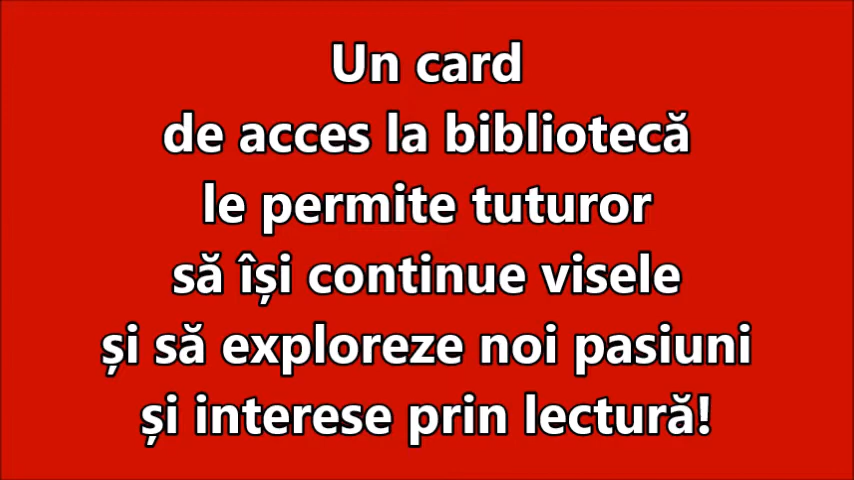 Un card
de acces la bibliotecă
le permite tuturor
să își continue visele
și să exploreze noi pasiuni
și interese prin lectură!